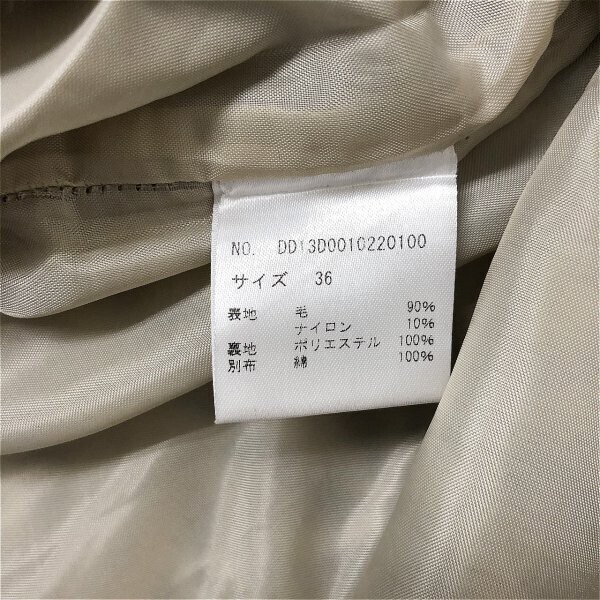 NO. DD13D0010220100
サイズ 36
表地 毛 90%
ナイロン 10%
裏地 ポリエステル 100%
別布 綿 100%